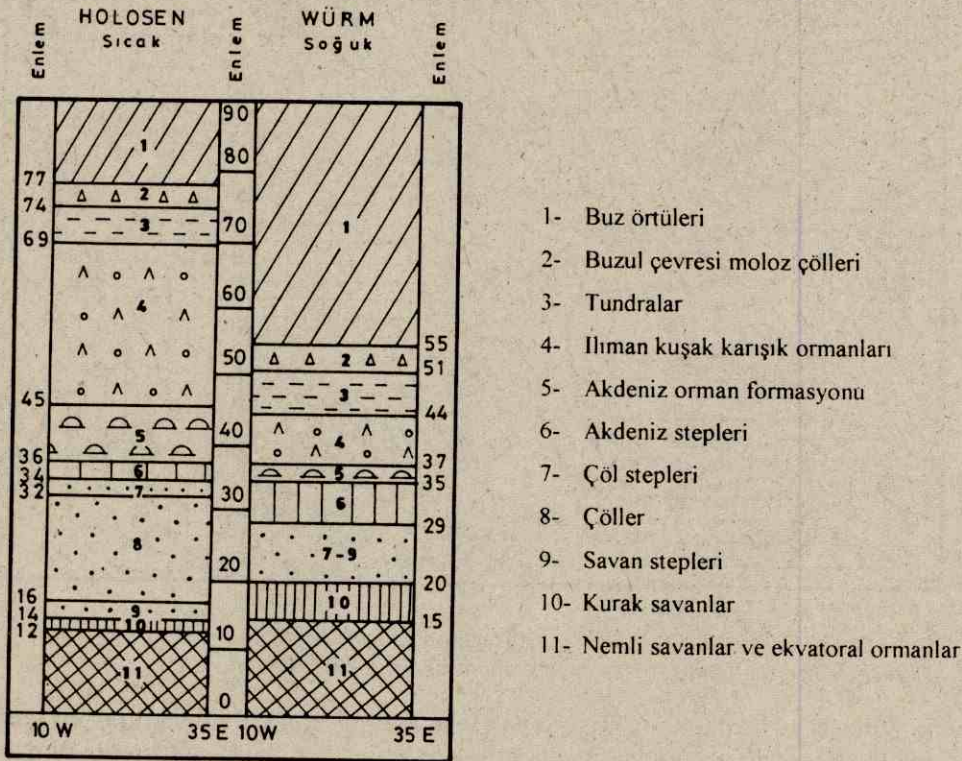 HOLOSEN
Sıcak
WÜRM
Soğuk
Enlem
Enlem
Enlem
90
80
70
60
50
40
30
20
10
0
77
74
69
45
36
34
32
16
14
12
1
2
3
4
5
6
7
8
9
10
11
55
51
44
37
35
29
20
15
1
2
3
4
5
6
7-9
10
11
10 W
35 E
10W
35 E
1- Buz örtüleri
2- Buzul çevresi moloz çölleri
3- Tundralar
4- Ilıman kuşak karışık ormanları
5- Akdeniz orman formasyonu
6- Akdeniz stepleri
7- Çöl stepleri
8- Çöller
9- Savan stepleri
10- Kurak savanlar
11- Nemli savanlar ve ekvatoral ormanlar